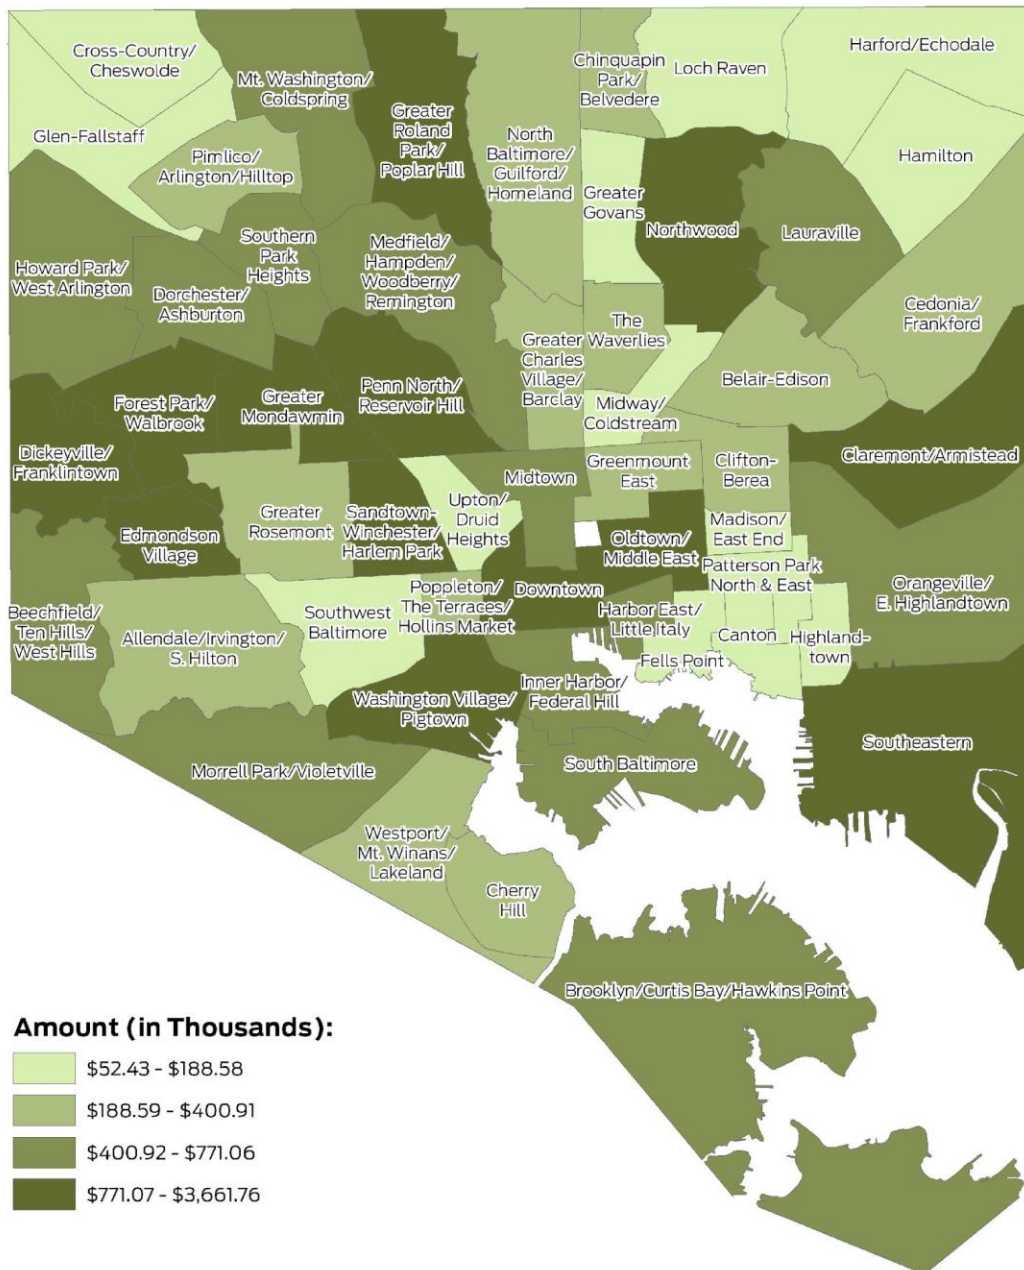 Cross-Country/
Cheswolde
Mt. Washington/
Coldspring
Greater
Roland
Park/
Poplar Hill
North
Baltimore/
Guilford/
Homeland
Chinquapin
Park/
Belvedere
Loch Raven
Harford/Echodale
Glen-Fallstaff
Pimlico/
Arlington/Hilltop
Greater
Govans
Northwood
Lauraville
Hamilton
Howard Park/
West Arlington
Dorchester/
Ashburton
Southern
Park
Heights
Medfield/
Hampden/
Woodberry/
Remington
The
Waverlies
Cedonia/
Frankford
Greater
Charles
Village/
Barclay
Belair-Edison
Forest Park/
Walbrook
Greater
Mondawmin
Penn North/
Reservoir Hill
Midway/
Coldstream
Dickeyville/
Franklintown
Claremont/Armistead
Midtown
Greenmount
East
Clifton-
Berea
Edmondson
Village
Greater
Rosemont
Sandtown-
Winchester/
Harlem Park
Upton/
Druid
Heights
Oldtown/
Middle East
Madison/
East End
Patterson Park
North & East
Orangeville/
E. Highlandtown
Beechfield/
Ten Hills/
West Hills
Allendale/Irvington/
S. Hilton
Southwest
Baltimore
Poppleton/
The Terraces/
Hollins Market
Downtown
Harbor East/
Little Italy
Canton
Highland-
town
Fells Point
Washington Village/
Pigtown
Inner Harbor/
Federal Hill
Southeastern
Morrell Park/Violetville
South Baltimore
Westport/
Mt. Winans/
Lakeland
Cherry
Hill
Brooklyn/Curtis Bay/Hawkins Point
Amount (in Thousands):
$52.43 - $188.58
$188.59 - $400.91
$400.92 - $771.06
$771.07 - $3,661.76